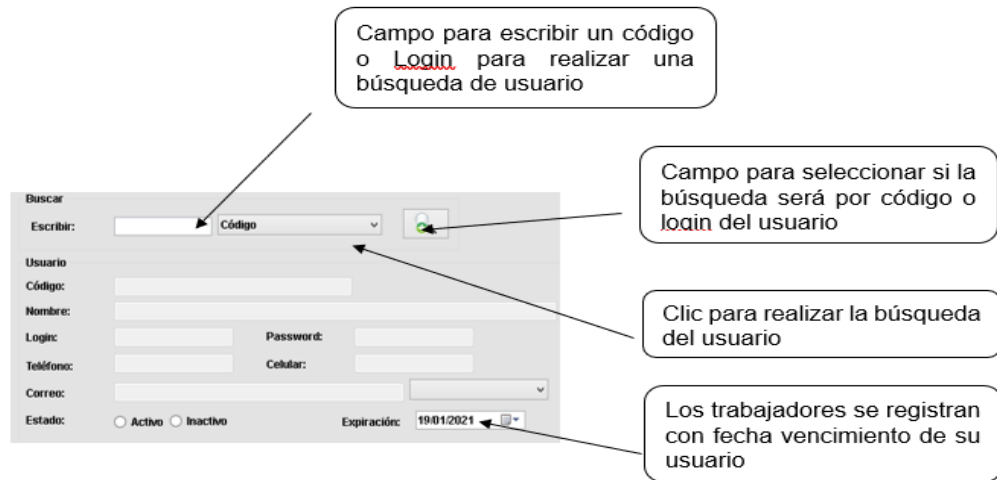 Campo para escribir un código
o Login para realizar una
búsqueda de usuario
Campo para seleccionar si la
búsqueda será por código o
login del usuario
Buscar
Escribir: Código
Clic para realizar la búsqueda
del usuario
Usuario
Código:
Nombre:
Login: Password:
Teléfono: Celular:
Correo:
Estado: Activo Inactivo Expiración: 19/01/2021
Los trabajadores se registran
con fecha vencimiento de su
usuario